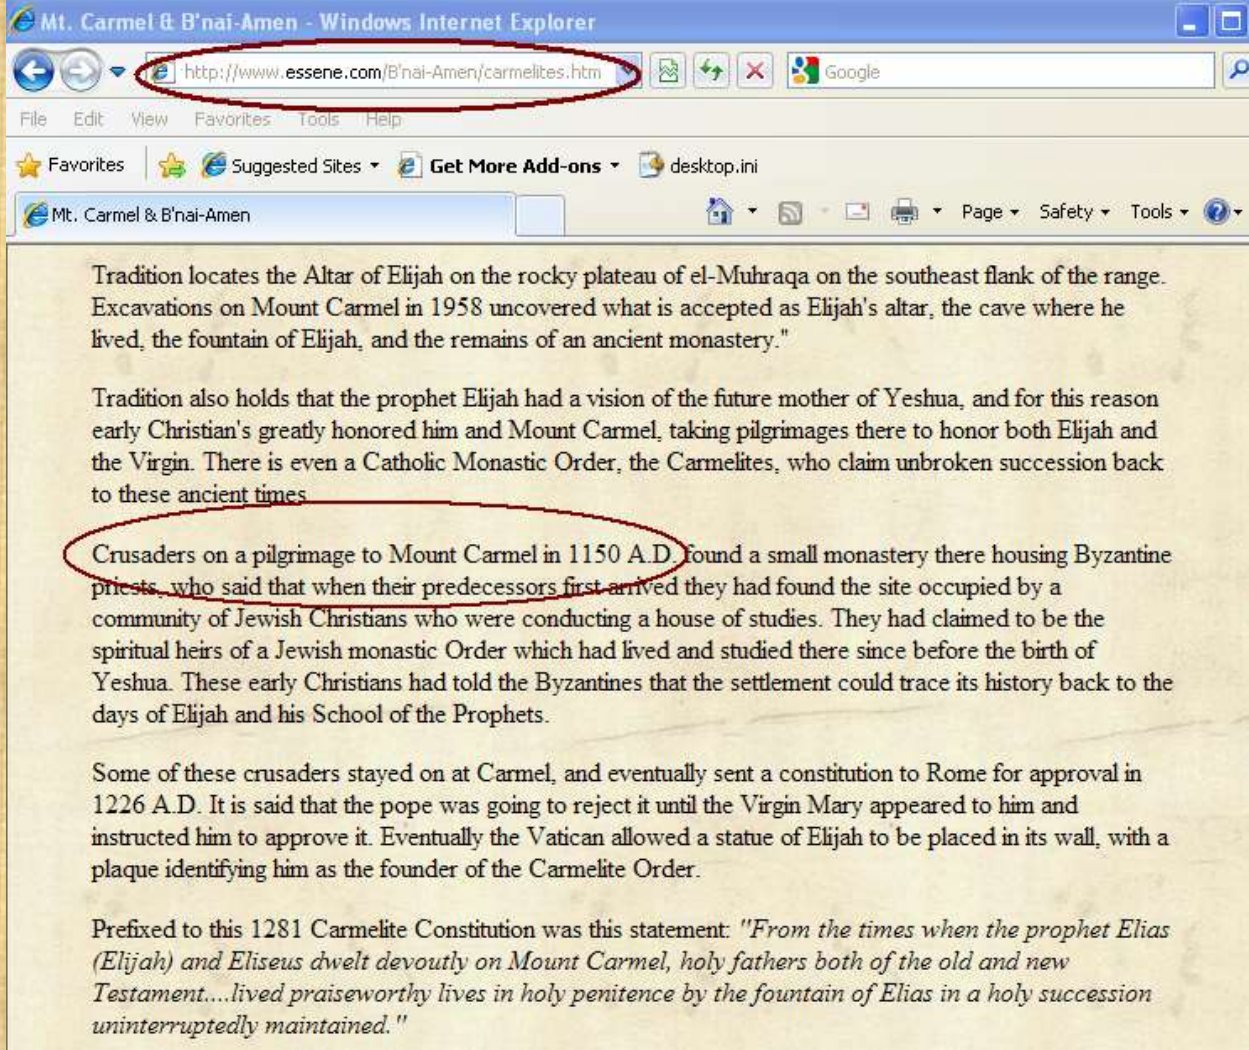 Mt. Carmel & B'nai-Amen - Windows Internet Explorer
http://www.essene.com/B'nai-Amen/carmelites.htm
Google
File Edit View Favorites Tools Help
Favorites Suggested Sites Get More Add-ons desktop.ini
Mt. Carmel & B'nai-Amen Page Safety Tools
Tradition locates the Altar of Elijah on the rocky plateau of el-Muhraqa on the southeast flank of the range.
Excavations on Mount Carmel in 1958 uncovered what is accepted as Elijah's altar, the cave where he
lived, the fountain of Elijah, and the remains of an ancient monastery."
Tradition also holds that the prophet Elijah had a vision of the future mother of Yeshua, and for this reason
early Christian's greatly honored him and Mount Carmel, taking pilgrimages there to honor both Elijah and
the Virgin. There is even a Catholic Monastic Order, the Carmelites, who claim unbroken succession back
to these ancient times.
Crusaders on a pilgrimage to Mount Carmel in 1150 A.D. found a small monastery there housing Byzantine
priests, who said that when their predecessors first arrived they had found the site occupied by a
community of Jewish Christians who were conducting a house of studies. They had claimed to be the
spiritual heirs of a Jewish monastic Order which had lived and studied there since before the birth of
Yeshua. These early Christians had told the Byzantines that the settlement could trace its history back to the
days of Elijah and his School of the Prophets.
Some of these crusaders stayed on at Carmel, and eventually sent a constitution to Rome for approval in
1226 A.D. It is said that the pope was going to reject it until the Virgin Mary appeared to him and
instructed him to approve it. Eventually the Vatican allowed a statue of Elijah to be placed in its wall, with a
plaque identifying him as the founder of the Carmelite Order.
Prefixed to this 1281 Carmelite Constitution was this statement: "From the times when the prophet Elias
(Elijah) and Eliseus dwelt devoutly on Mount Carmel, holy fathers both of the old and new
Testament....lived praiseworthy lives in holy penitence by the fountain of Elias in a holy succession
uninterruptedly maintained."